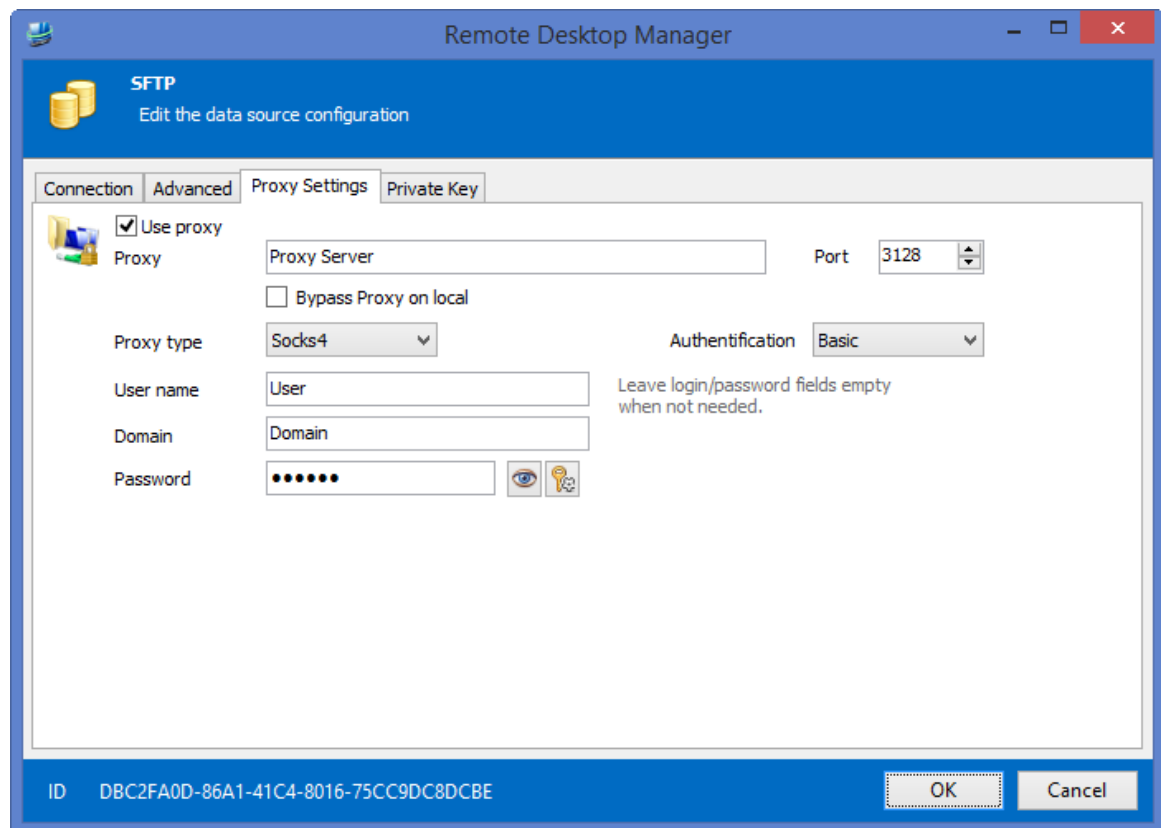 Remote Desktop Manager
SFTP
Edit the data source configuration
Connection Advanced Proxy Settings Private Key
Use proxy
Proxy Proxy Server Port 3128
Bypass Proxy on local
Proxy type Socks4 Authentification Basic
User name User Leave login/password fields empty
when not needed.
Domain Domain
Password ••••••
ID DBC2FA0D-86A1-41C4-8016-75CC9DC8DCBE OK Cancel